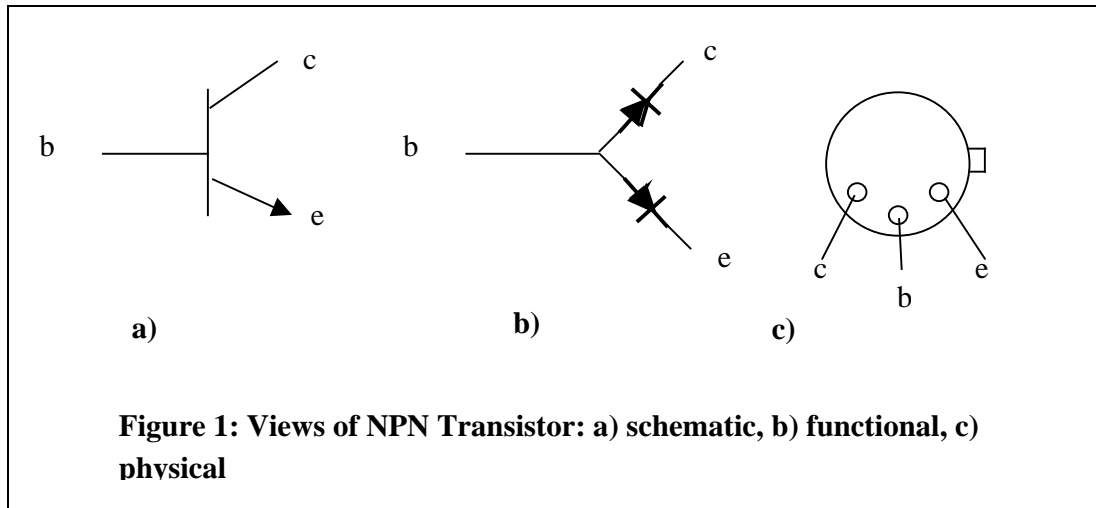 c
b
e
a)
c
b
e
b)
c
b
e
c)
Figure 1: Views of NPN Transistor: a) schematic, b) functional, c)
physical